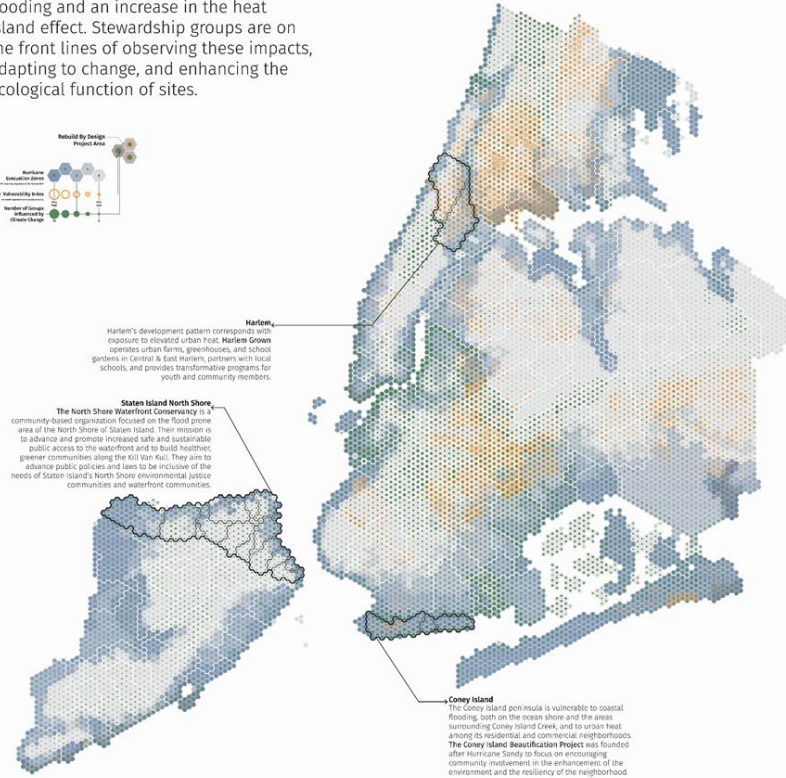 ooding and an increase in the heat
sland effect. Stewardship groups are on
he front lines of observing these impacts,
dapting to change, and enhancing the
cological function of sites.
Rebuild By Design
Project Area
Hurricane
Evacuation Zones
Vulnerability Index
Number of Groups
Influenced by
Climate Change
Harlem
Harlem's development pattern corresponds with
exposure to elevated urban heat. Harlem Grown
operates urban farms, greenhouses, and school
gardens in Central & East Harlem, partners with local
schools, and provides transformative programs for
youth and community members.
Staten Island North Shore
The North Shore Waterfront Conservancy is a
community-based organization focused on the flood prone
area of the North Shore of Staten Island. Their mission is
to advance and promote increased safe and sustainable
public access to the waterfront and to build healthier,
greener communities along the Kill Van Kull. They aim to
advance public policies and laws to be inclusive of the
needs of Staten Island's North Shore environmental justice
communities and waterfront communities.
Coney Island
The Coney Island peninsula is vulnerable to coastal
flooding, both on the ocean shore and the areas
surrounding Coney Island Creek, and to urban heat
among its residential and commercial neighborhoods.
The Coney Island Beautification Project was founded
after Hurricane Sandy to focus on encouraging
community involvement in the enhancement of the
environment and the resiliency of the neighborhood.